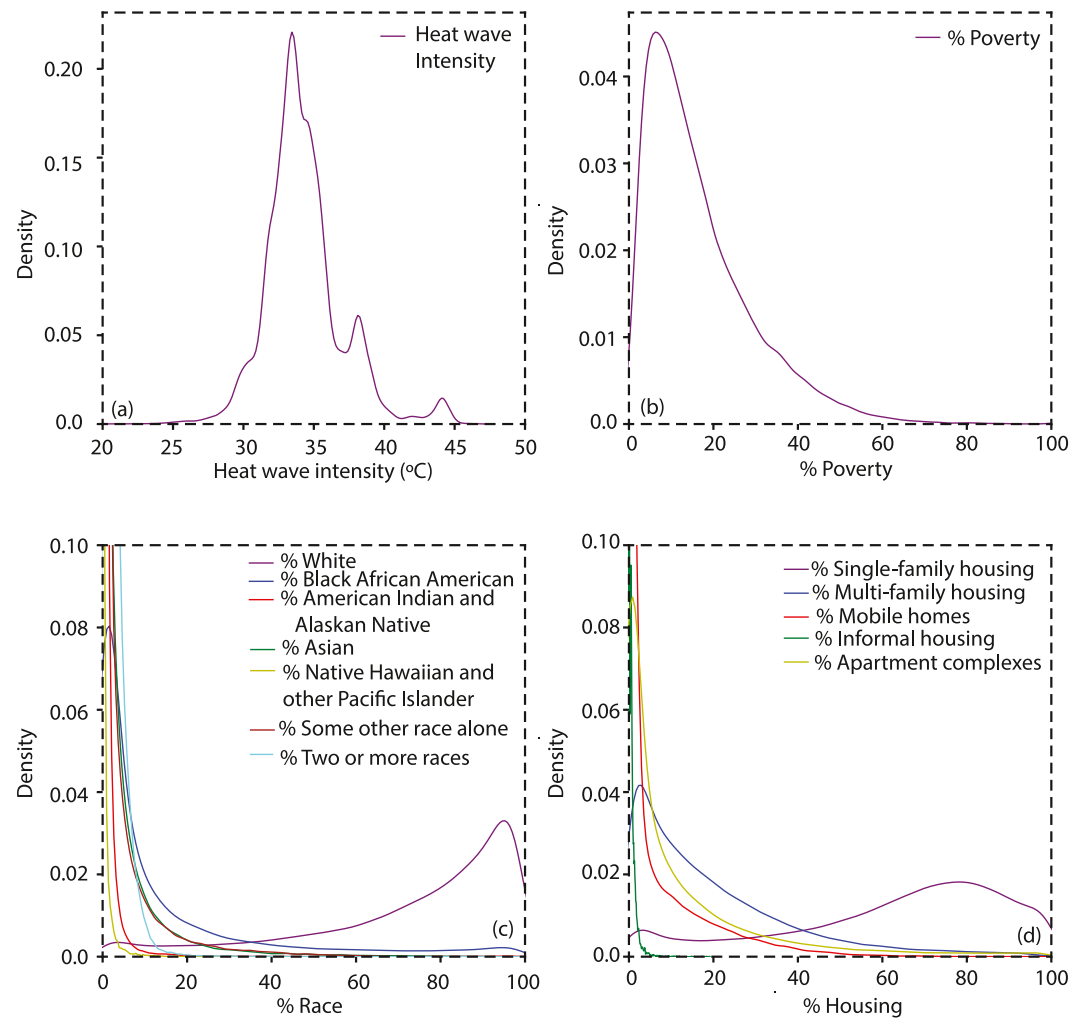 Heat wave
Intensity
0.20
0.15
0.10
0.05
0.0
Density
(a)
20 25 30 35 40 45 50
Heat wave intensity (ºC)
% Poverty
0.04
0.03
0.02
0.01
0.0
Density
(b)
0 20 40 60 80 100
% Poverty
0.10
0.08
0.06
0.04
0.02
0.0
Density
% White
% Black African American
% American Indian and
Alaskan Native
% Asian
% Native Hawaiian and
other Pacific Islander
% Some other race alone
% Two or more races
(c)
0 20 40 60 80 100
% Race
0.10
0.08
0.06
0.04
0.02
0.0
Density
% Single-family housing
% Multi-family housing
% Mobile homes
% Informal housing
% Apartment complexes
(d)
0 20 40 60 80 100
% Housing